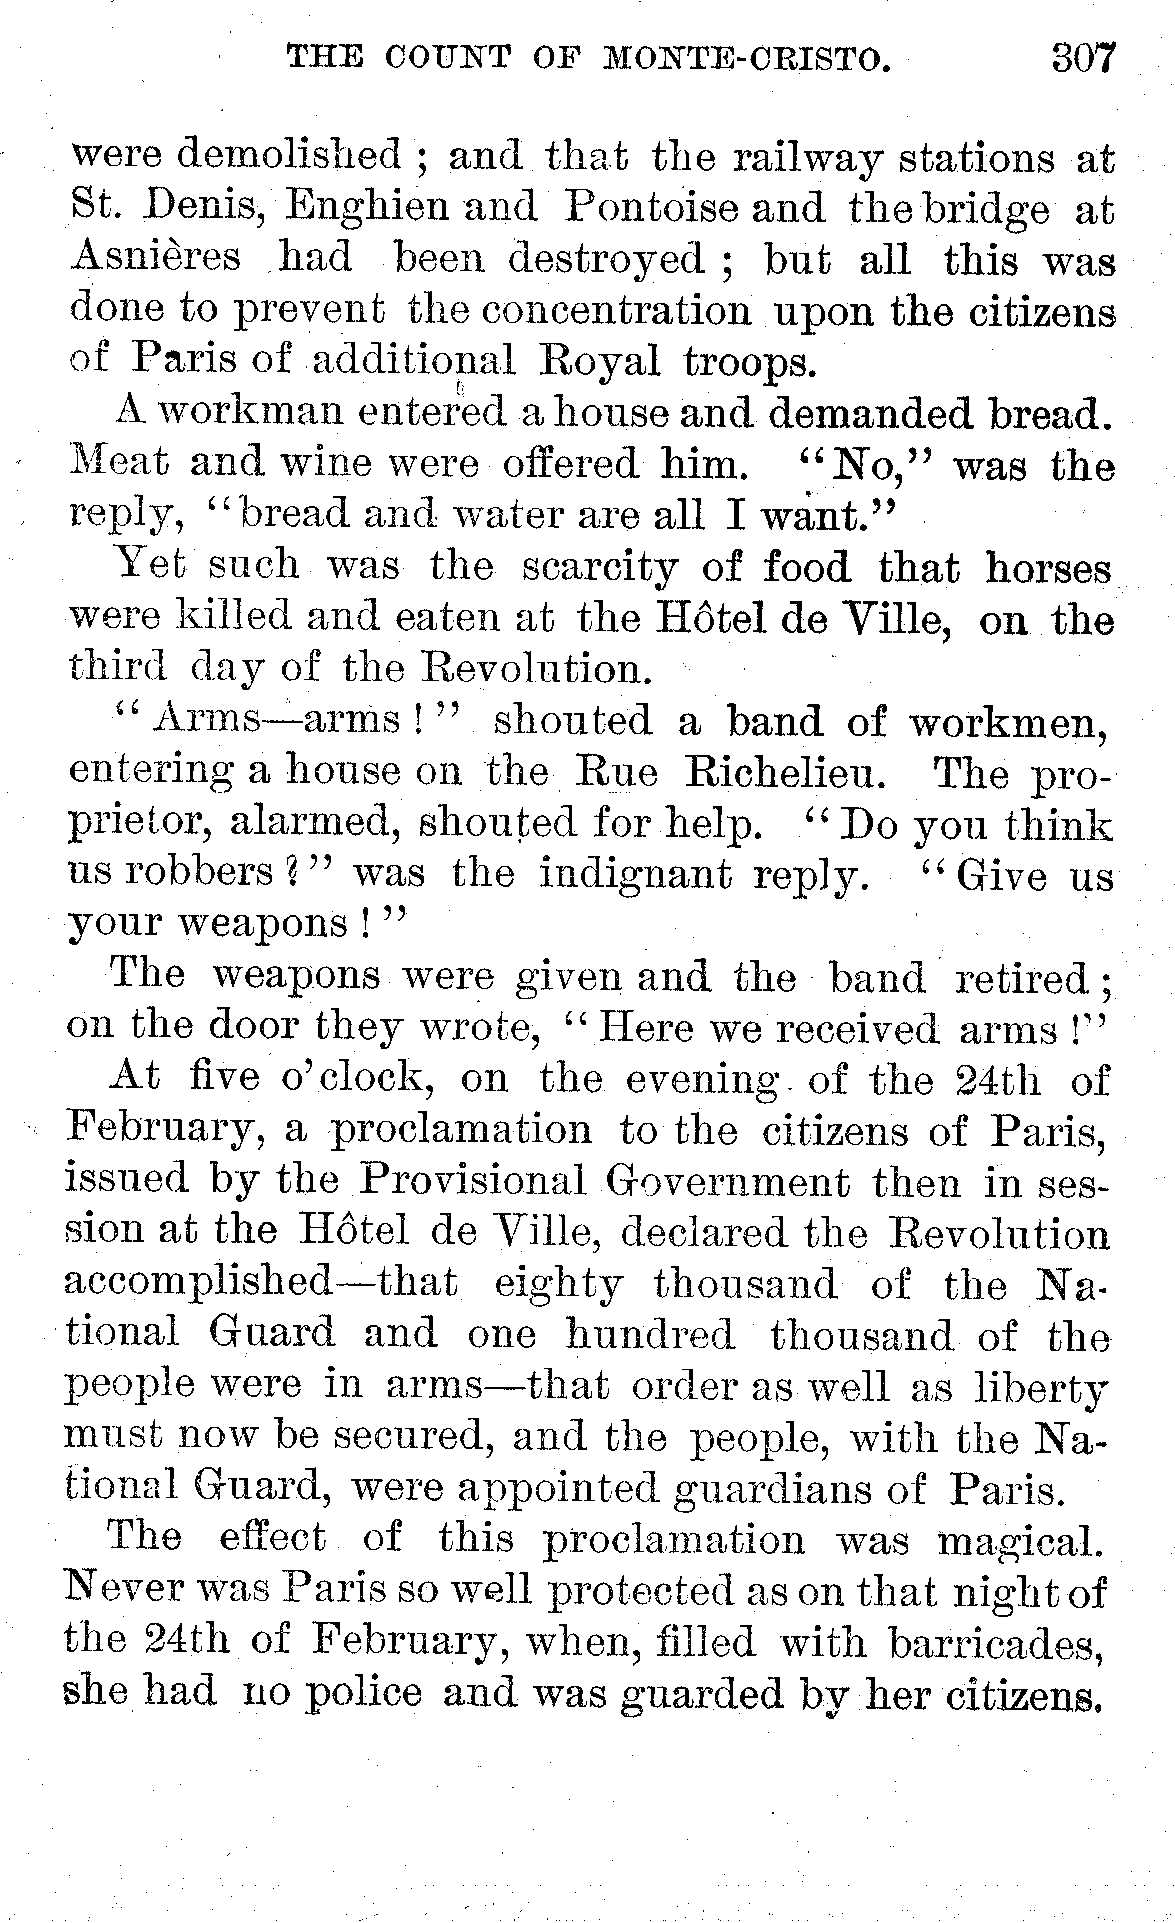 THE COUNT OF MONTE-CRISTO. 307
were demolished ; and that the railway stations at
St. Denis, Enghien and Pontoise and the bridge at
Asnières had been destroyed ; but all this was
done to prevent the concentration upon the citizens
of Paris of additional Royal troops.
A workman entered a house and demanded bread.
Meat and wine were offered him. “No,” was the
reply, “bread and water are all I want.”
Yet such was the scarcity of food that horses
were killed and eaten at the Hôtel de Ville, on the
third day of the Revolution.
“Arms—arms ! ” shouted a band of workmen,
entering a house on the Rue Richelieu. The pro-
prietor, alarmed, shouted for help. “Do you think
us robbers ?” was the indignant reply. “Give us
your weapons ! ”
The weapons were given and the band retired ;
on the door they wrote, “Here we received arms !”
At five o’clock, on the evening of the 24th of
February, a proclamation to the citizens of Paris,
issued by the Provisional Government then in ses-
sion at the Hôtel de Ville, declared the Revolution
accomplished—that eighty thousand of the Na-
tional Guard and one hundred thousand of the
people were in arms—that order as well as liberty
must now be secured, and the people, with the Na-
tional Guard, were appointed guardians of Paris.
The effect of this proclamation was magical.
Never was Paris so well protected as on that night of
the 24th of February, when, filled with barricades,
she had no police and was guarded by her citizens.